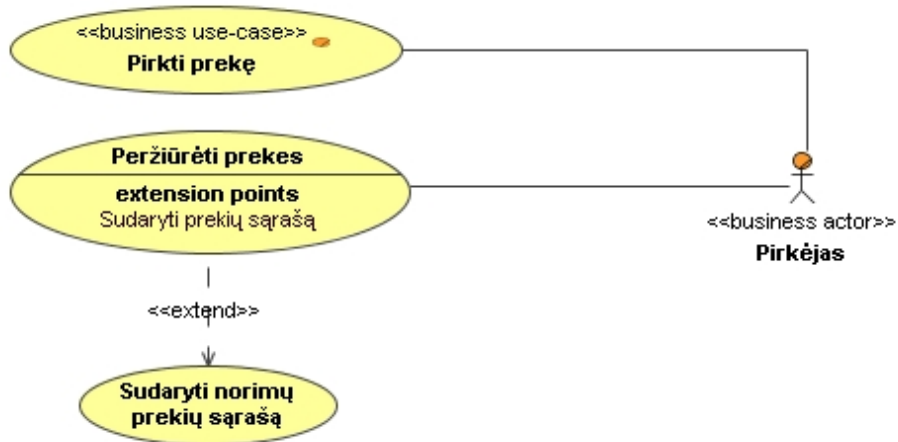 <<business use-case>>
Pirkti prekę
Peržiūrėti prekes
extension points
Sudaryti prekių sąrašą
<<business actor>>
Pirkėjas
<<extend>>
Sudaryti norimų
prekių sąrašą